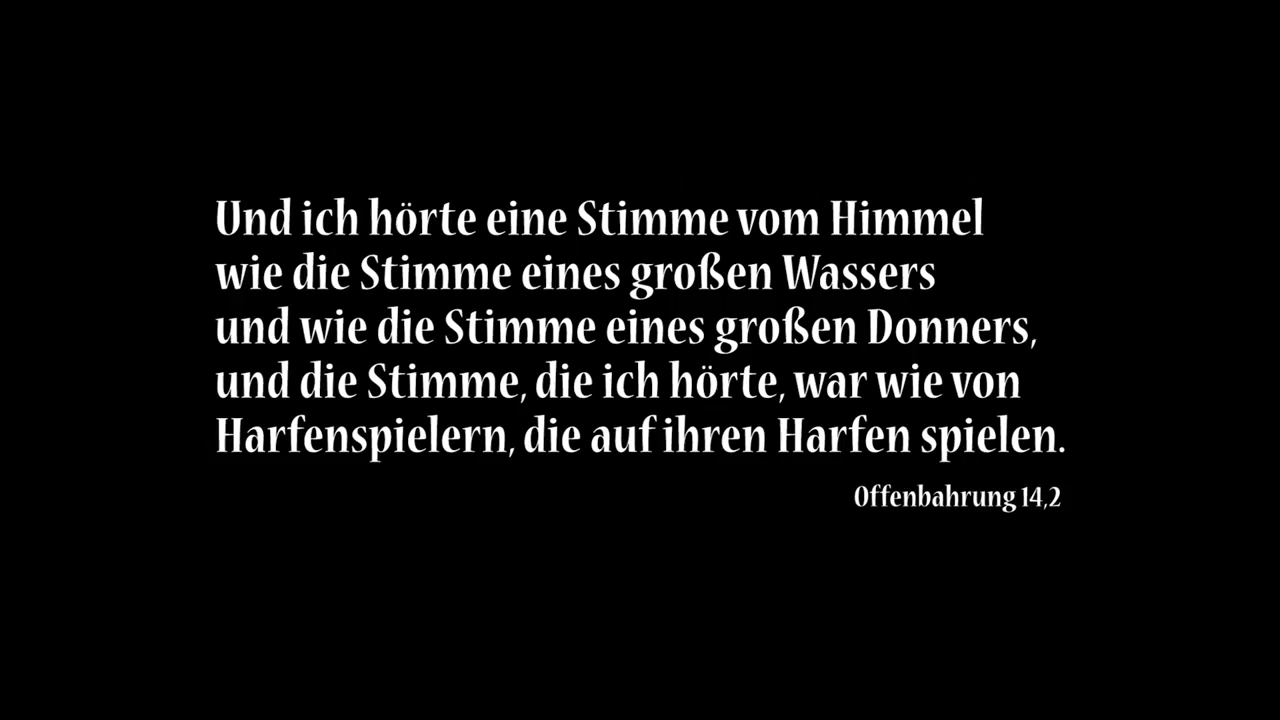 Und ich hörte eine Stimme vom Himmel
wie die Stimme eines großen Wassers
und wie die Stimme eines großen Donners,
und die Stimme, die ich hörte, war wie von
Harfenspielern, die auf ihren Harfen spielen.
Offenbahrung 14,2